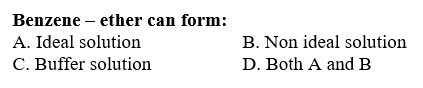 Benzene – ether can form:
A. Ideal solution B. Non ideal solution
C. Buffer solution D. Both A and B